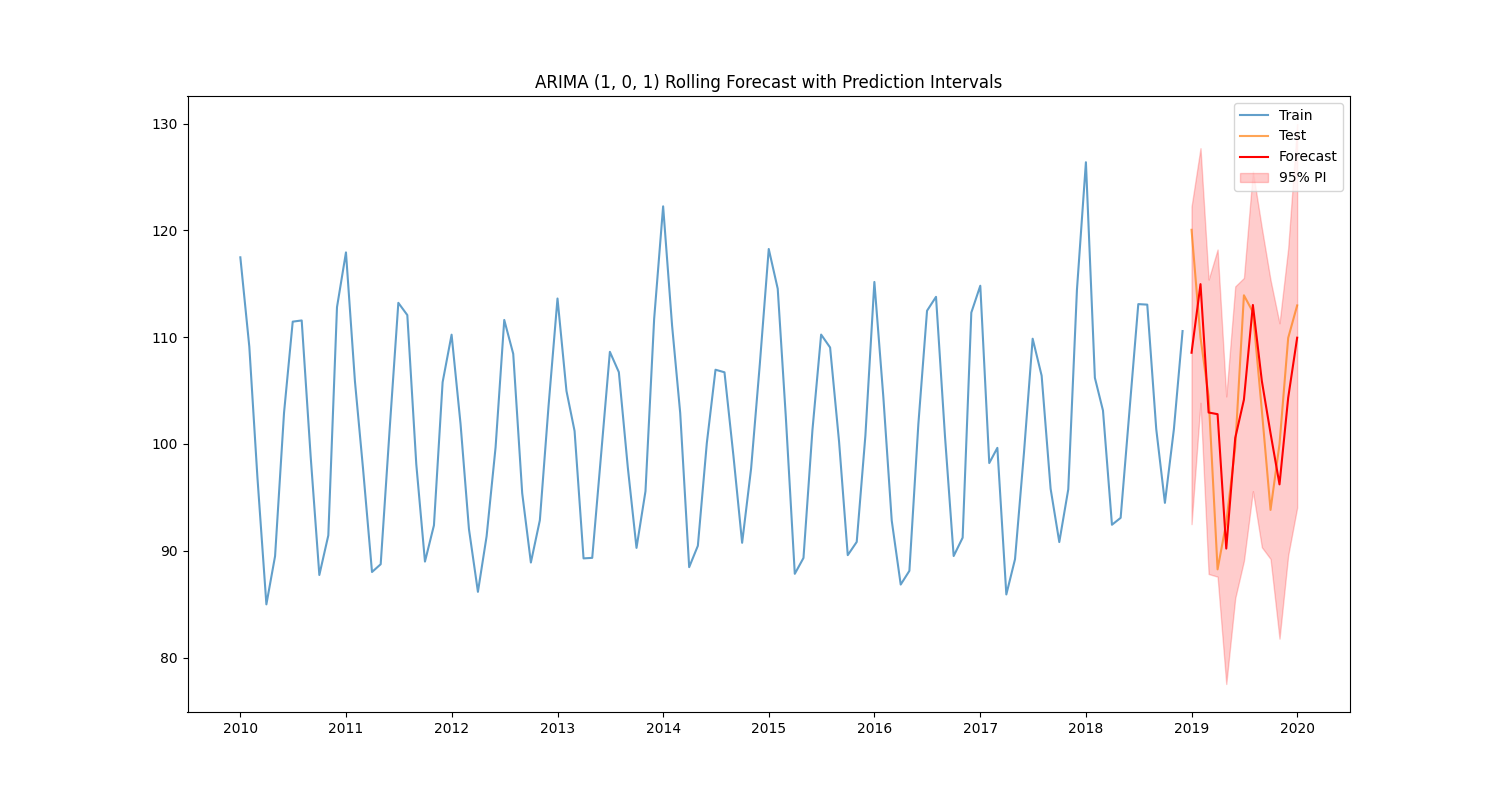 ARIMA (1, 0, 1) Rolling Forecast with Prediction Intervals
130
120
110
100
90
80
Train
Test
Forecast
95% PI
2010 2011 2012 2013 2014 2015 2016 2017 2018 2019 2020